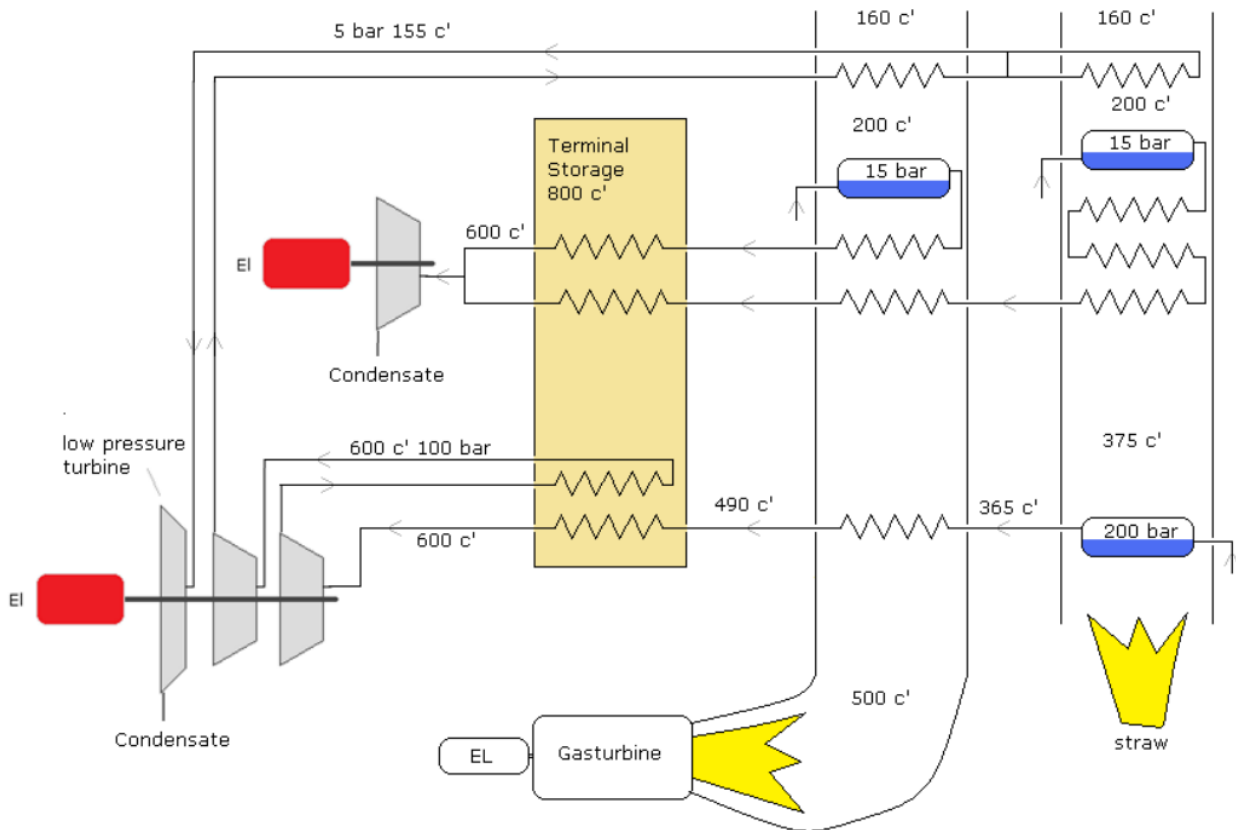 160 c'
160 c'
5 bar 155 c'
200 c'
200 c'
Terminal
Storage
800 c'
15 bar
15 bar
600 c'
El
Condensate
.
low pressure
turbine
600 c' 100 bar
375 c'
490 c'
365 c'
600 c'
200 bar
El
500 c'
Condensate
EL
Gasturbine
straw